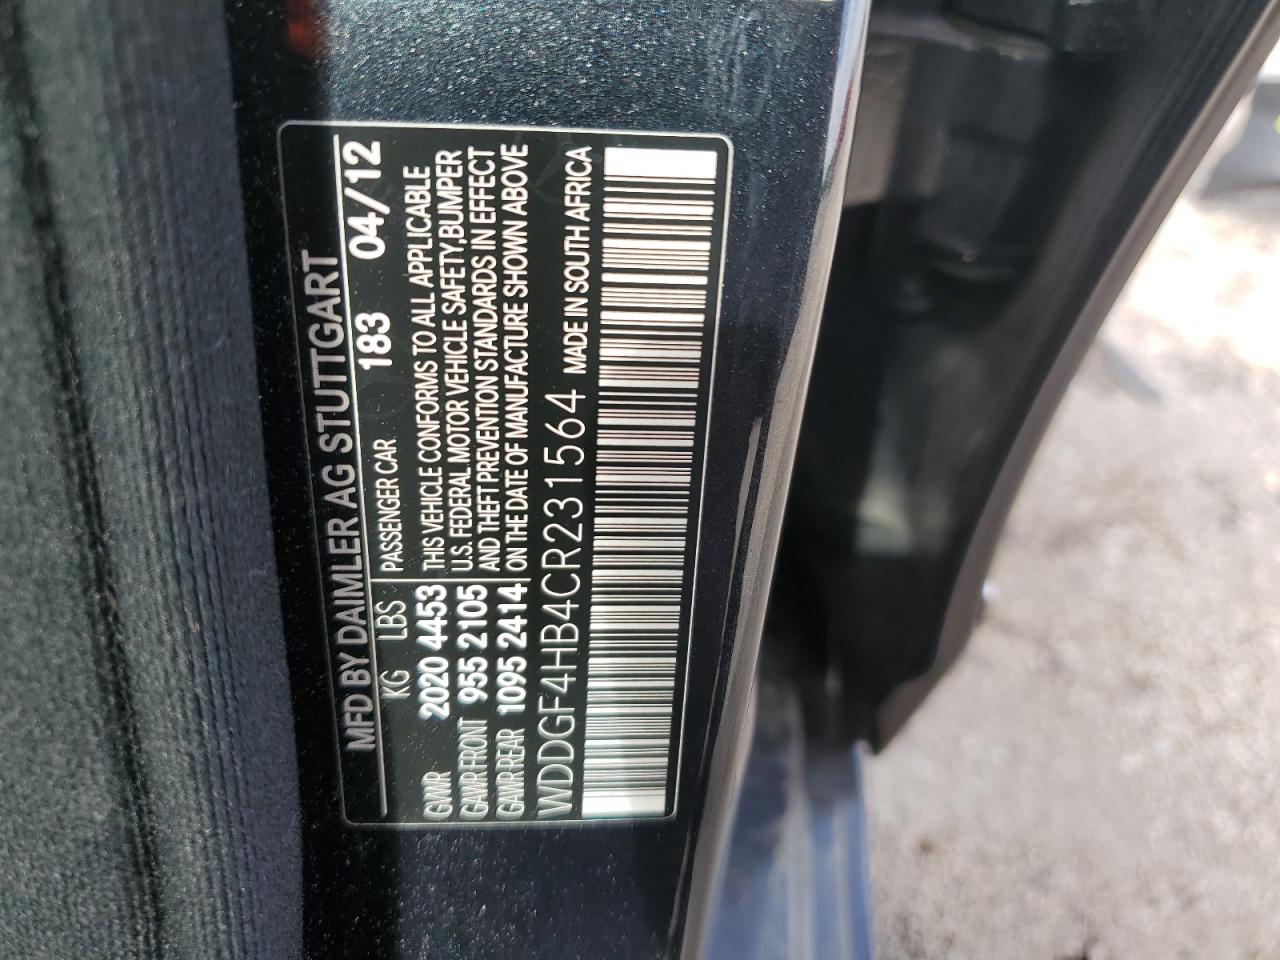 MFD BY DAIMLER AG STUTTGART
KG LBS PASSENGER CAR 183 04/12
GVWR 2020 4453 THIS VEHICLE CONFORMS TO ALL APPLICABLE
GAWR FRONT 955 2105 U.S. FEDERAL MOTOR VEHICLE SAFETY,BUMPER
AND THEFT PREVENTION STANDARDS IN EFFECT
GAWR REAR 1095 2414 ON THE DATE OF MANUFACTURE SHOWN ABOVE
WDDGF4HB4CR231564 MADE IN SOUTH AFRICA